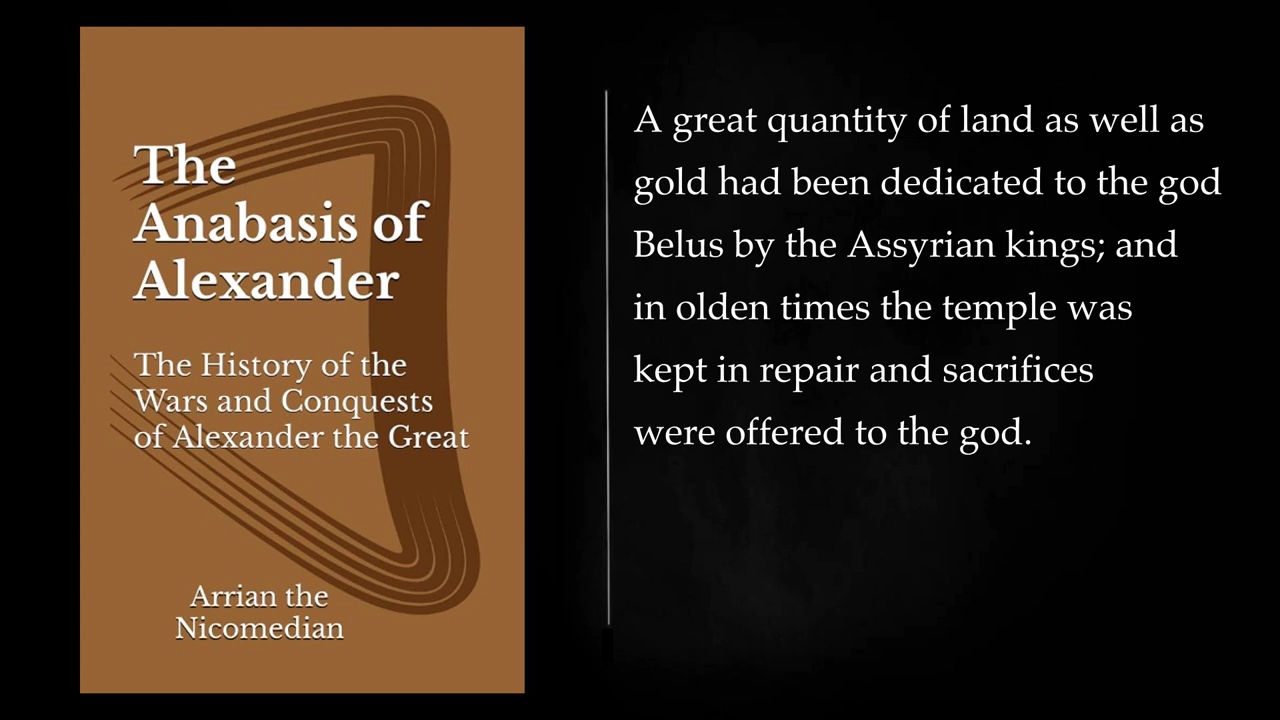 The
Anabasis of
Alexander
The History of the
Wars and Conquests
of Alexander the Great
Arrian the
Nicomedian
A great quantity of land as well as
gold had been dedicated to the god
Belus by the Assyrian kings; and
in olden times the temple was
kept in repair and sacrifices
were offered to the god.